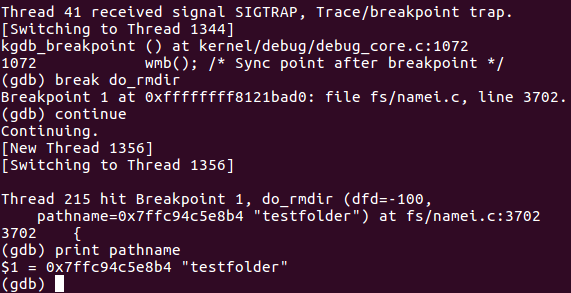 Thread 41 received signal SIGTRAP, Trace/breakpoint trap.
[Switching to Thread 1344]
kgdb_breakpoint () at kernel/debug/debug_core.c:1072
1072            wmb(); /* Sync point after breakpoint */
(gdb) break do_rmdir
Breakpoint 1 at 0xffffffff8121bad0: file fs/namei.c, line 3702.
(gdb) continue
Continuing.
[New Thread 1356]
[Switching to Thread 1356]

Thread 215 hit Breakpoint 1, do_rmdir (dfd=-100,
    pathname=0x7ffc94c5e8b4 "testfolder") at fs/namei.c:3702
3702    {
(gdb) print pathname
$1 = 0x7ffc94c5e8b4 "testfolder"
(gdb)